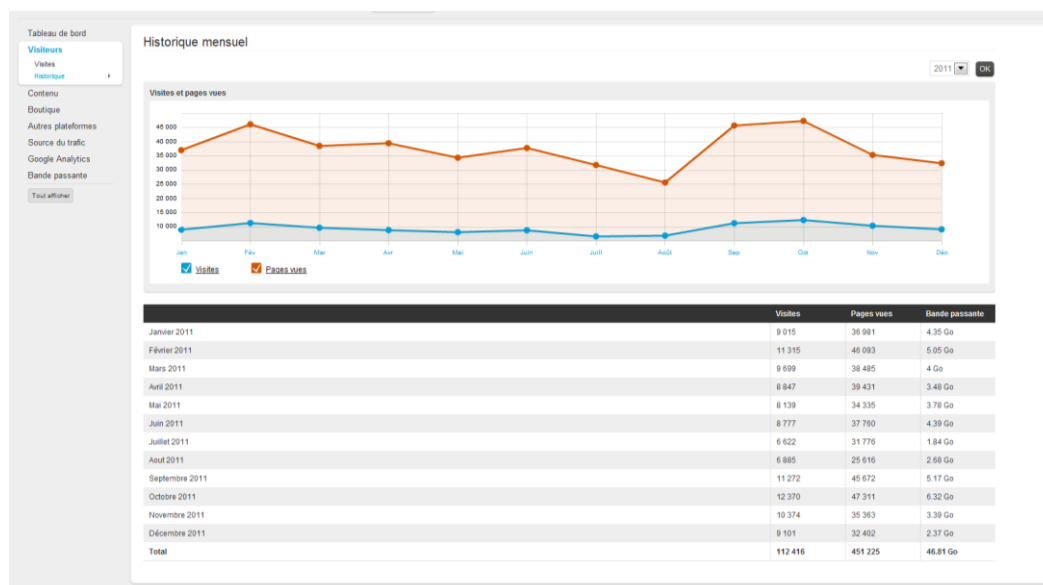 Tableau de bord
Visiteurs
Visites
Historique
Contenu
Boutique
Autres plateformes
Source du trafic
Google Analytics
Bande passante
Tout afficher
Historique mensuel
2011 OK
Visites et pages vues
45 000
40 000
35 000
30 000
25 000
20 000
15 000
10 000
Jan Fév Mar Avr Mai Juin Juill Août Sep Oct Nov Déc
Visites Pages vues
Visites Pages vues Bande passante
Janvier 2011 9 015 36 981 4.35 Go
Février 2011 11 315 46 093 5.05 Go
Mars 2011 9 699 38 485 4 Go
Avril 2011 8 847 39 431 3.48 Go
Mai 2011 8 139 34 335 3.78 Go
Juin 2011 8 777 37 760 4.39 Go
Juillet 2011 6 622 31 776 1.84 Go
Aout 2011 6 885 25 616 2.68 Go
Septembre 2011 11 272 45 672 5.17 Go
Octobre 2011 12 370 47 311 6.32 Go
Novembre 2011 10 374 35 363 3.39 Go
Décembre 2011 9 101 32 402 2.37 Go
Total 112 416 451 225 46.81 Go